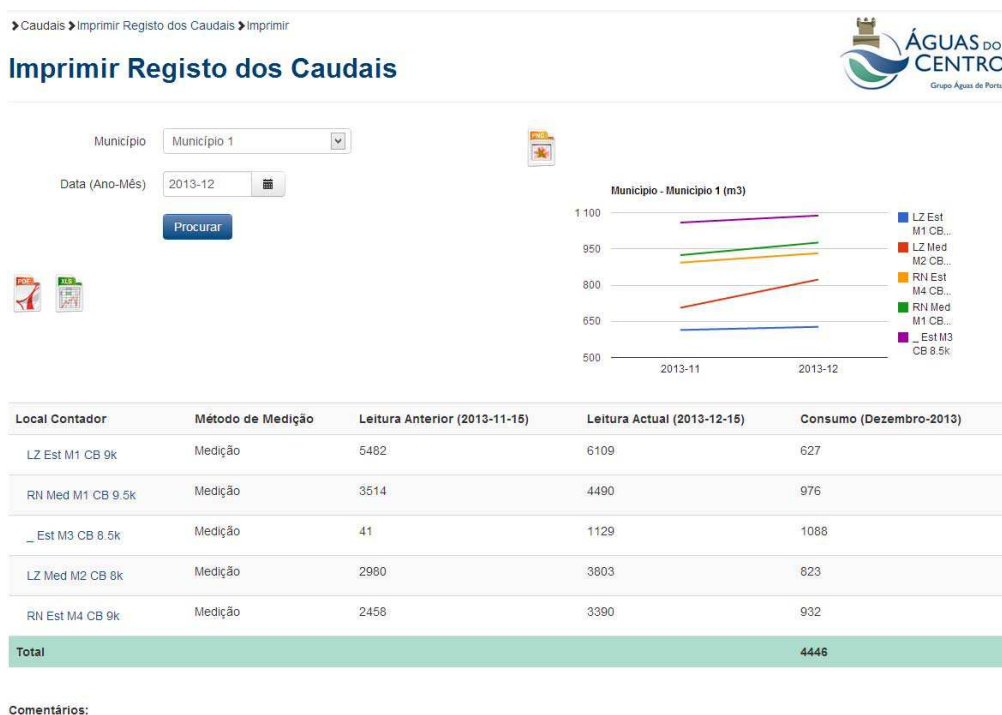 Caudais Imprimir Registo dos Caudais Imprimir
ÁGUAS DO
CENTRO
Grupo Águas de
Imprimir Registo dos Caudais
Município Município 1
Data (Ano-Mês) 2013-12
Procurar
PDF XLS
PNG
Municipio - Municipio 1 (m3)
1 100
950
800
650
500
2013-11 2013-12
LZ Est
M1 CB...
LZ Med
M2 CB...
RN Est
M4 CB...
RN Med
M1 CB...
_ Est M3
CB 8.5k
Local Contador Método de Medição Leitura Anterior (2013-11-15) Leitura Actual (2013-12-15) Consumo (Dezembro-2013)
LZ Est M1 CB 9k Medição 5482 6109 627
RN Med M1 CB 9.5k Medição 3514 4490 976
_ Est M3 CB 8.5k Medição 41 1129 1088
LZ Med M2 CB 8k Medição 2980 3803 823
RN Est M4 CB 9k Medição 2458 3390 932
Total 4446
Comentários: